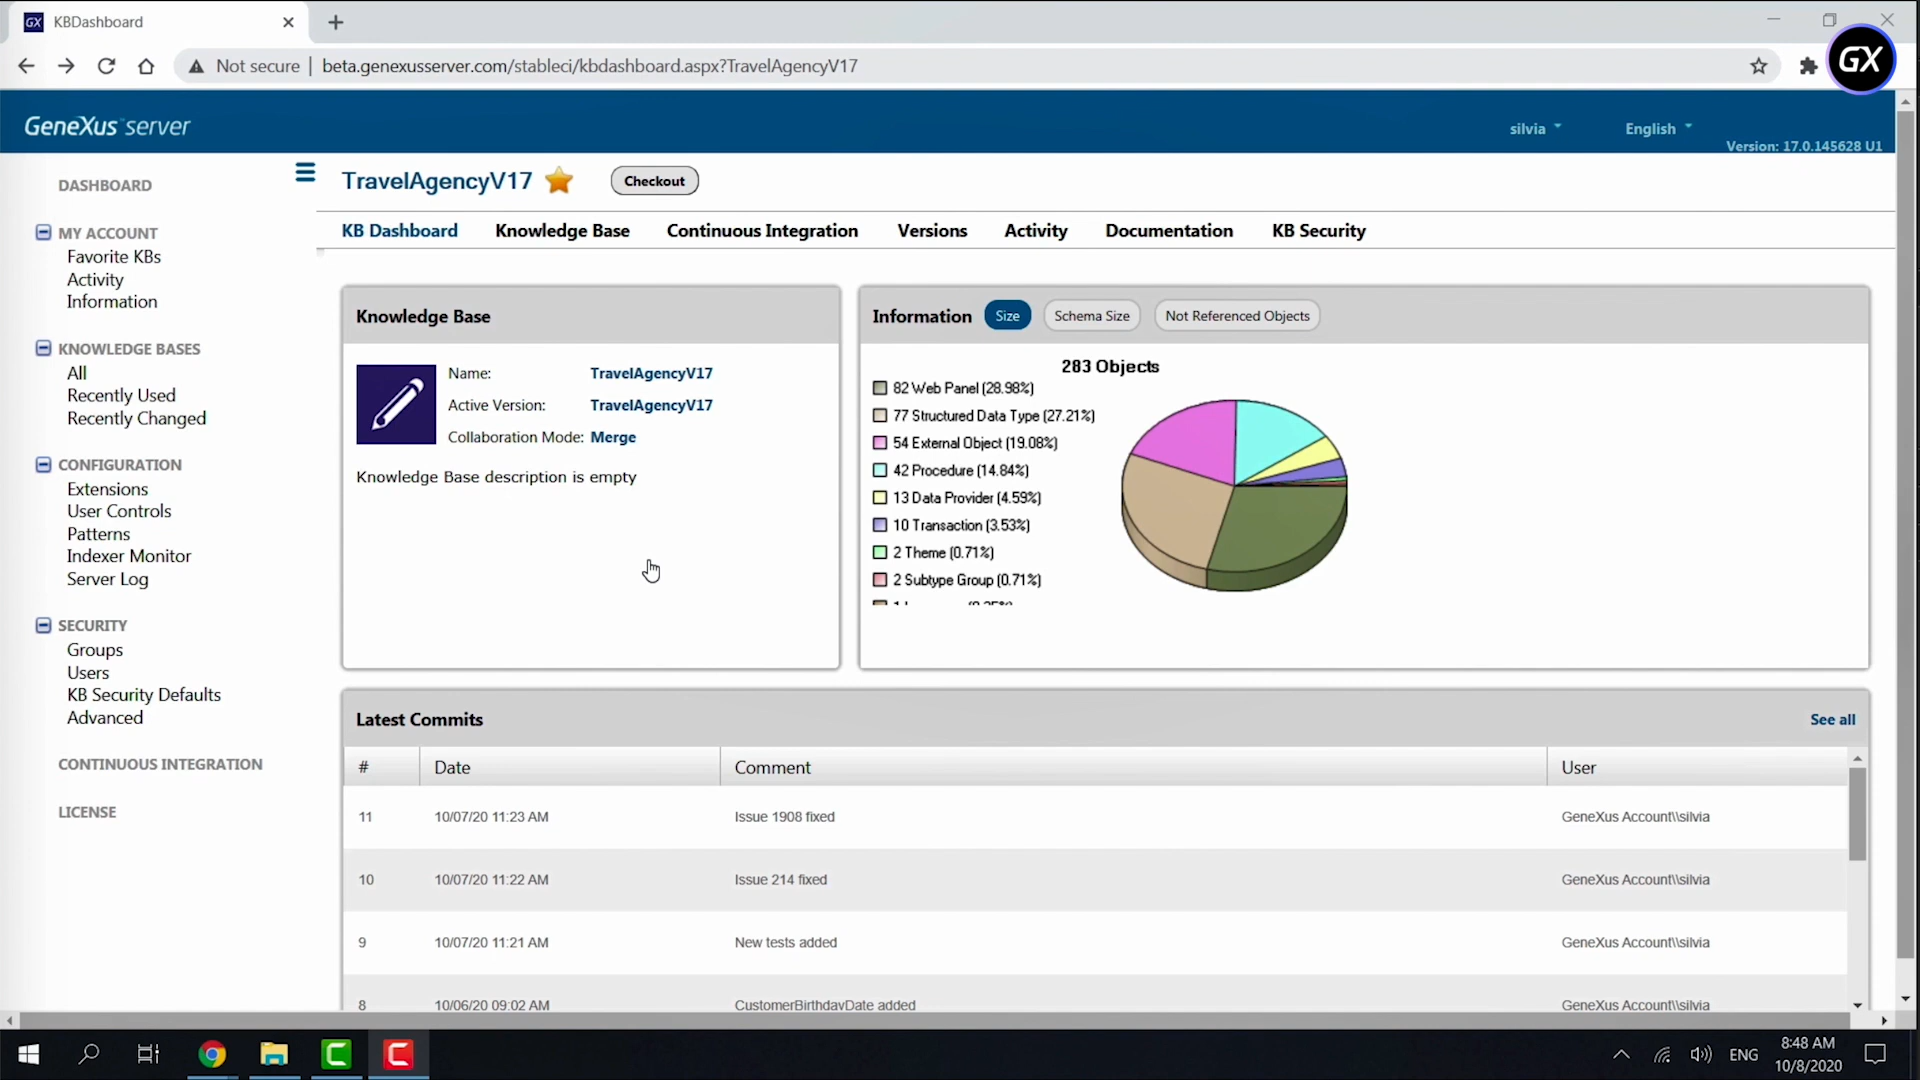 GX KBDashboard
Not secure | beta.genexusserver.com/stableci/kbdashboard.aspx?TravelAgencyV17
GX
GeneXus server
silvia
English
Version: 17.0.145628 U1
DASHBOARD
MY ACCOUNT
Favorite KBs
Activity
Information
KNOWLEDGE BASES
All
Recently Used
Recently Changed
CONFIGURATION
Extensions
User Controls
Patterns
Indexer Monitor
Server Log
SECURITY
Groups
Users
KB Security Defaults
Advanced
CONTINUOUS INTEGRATION
LICENSE
TravelAgencyV17
Checkout
KB Dashboard Knowledge Base Continuous Integration Versions Activity Documentation KB Security
Knowledge Base
Name: TravelAgencyV17
Active Version: TravelAgencyV17
Collaboration Mode: Merge
Knowledge Base description is empty
Information Size Schema Size Not Referenced Objects
283 Objects
82 Web Panel (28.98%)
77 Structured Data Type (27.21%)
54 External Object (19.08%)
42 Procedure (14.84%)
13 Data Provider (4.59%)
10 Transaction (3.53%)
2 Theme (0.71%)
2 Subtype Group (0.71%)
Latest Commits
See all
# Date Comment User
11 10/07/20 11:23 AM Issue 1908 fixed GeneXus Account\\silvia
10 10/07/20 11:22 AM Issue 214 fixed GeneXus Account\\silvia
9 10/07/20 11:21 AM New tests added GeneXus Account\\silvia
8 10/06/20 09:02 AM CustomerBirthdayDate added GeneXus Account\\silvia
ENG
8:48 AM
10/8/2020